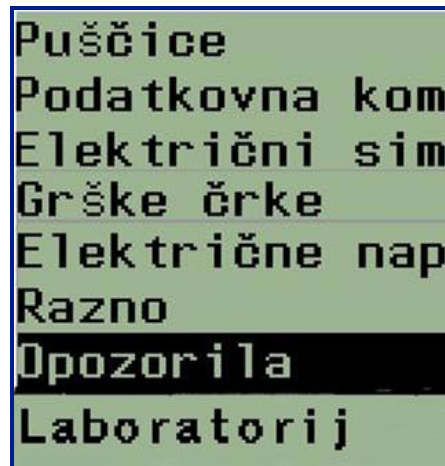 Puščice
Podatkovna kom
Električni sim
Grške črke
Električne nap
Razno
Opozorila
Laboratorij